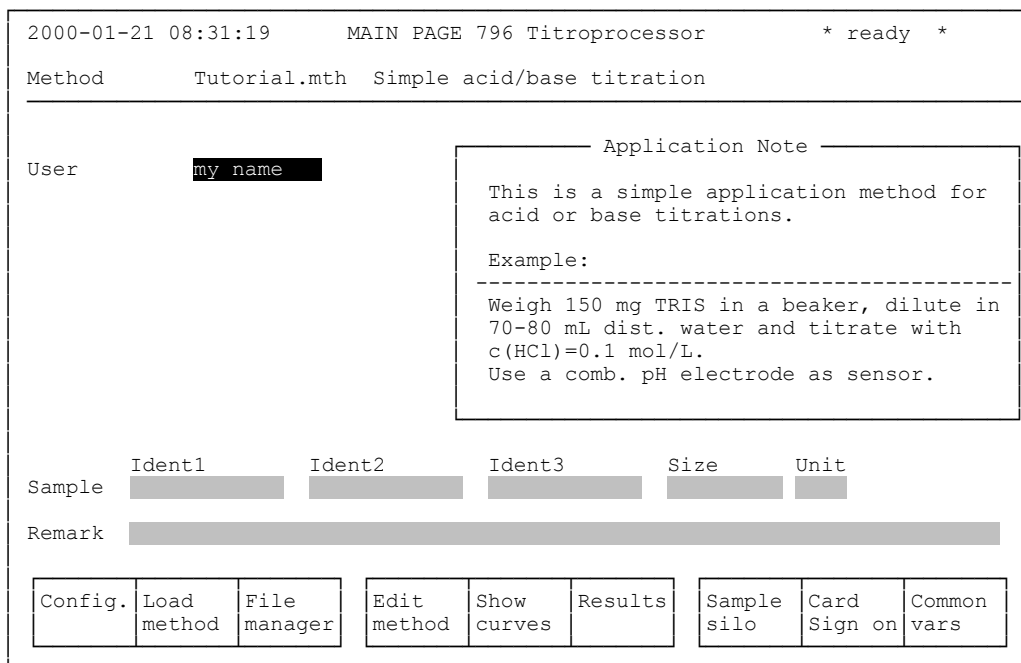 2000-01-21 08:31:19 MAIN PAGE 796 Titroprocessor * ready *
Method Tutorial.mth Simple acid/base titration
Application Note
User my name
This is a simple application method for
acid or base titrations.
Example:
Weigh 150 mg TRIS in a beaker, dilute in
70-80 mL dist. water and titrate with
c(HCl)=0.1 mol/L.
Use a comb. pH electrode as sensor.
Ident1 Ident2 Ident3 Size Unit
Sample
Remark
Config. Load File Edit Show Results Sample Card Common
method manager method curves silo Sign on vars